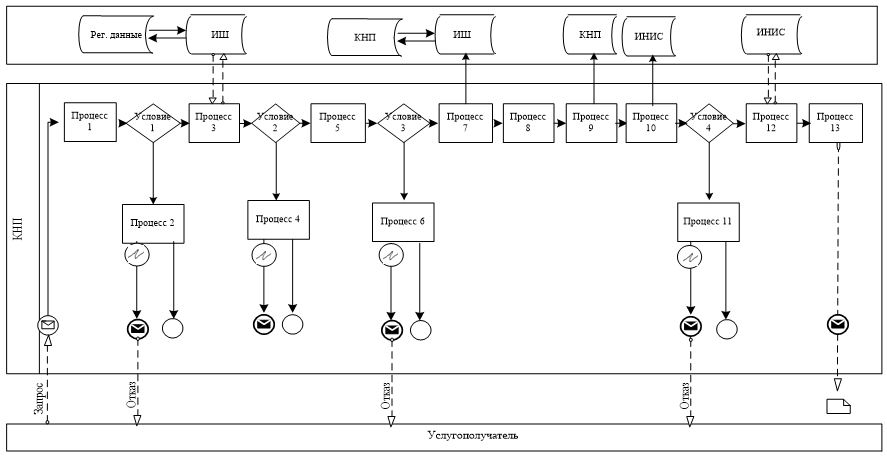 Рег. данные
ИШ
КНП
ИШ
КНП
ИНИС
ИНИС
КНП
Процесс
1
Условие
1
Процесс
3
Условие
2
Процесс
5
Условие
3
Процесс
7
Процесс
8
Процесс
9
Процесс
10
Условие
4
Процесс
12
Процесс
13
Процесс 2
Процесс 4
Процесс 6
Процесс 11
Запрос
Отказ
Отказ
Отказ
Услугополучатель